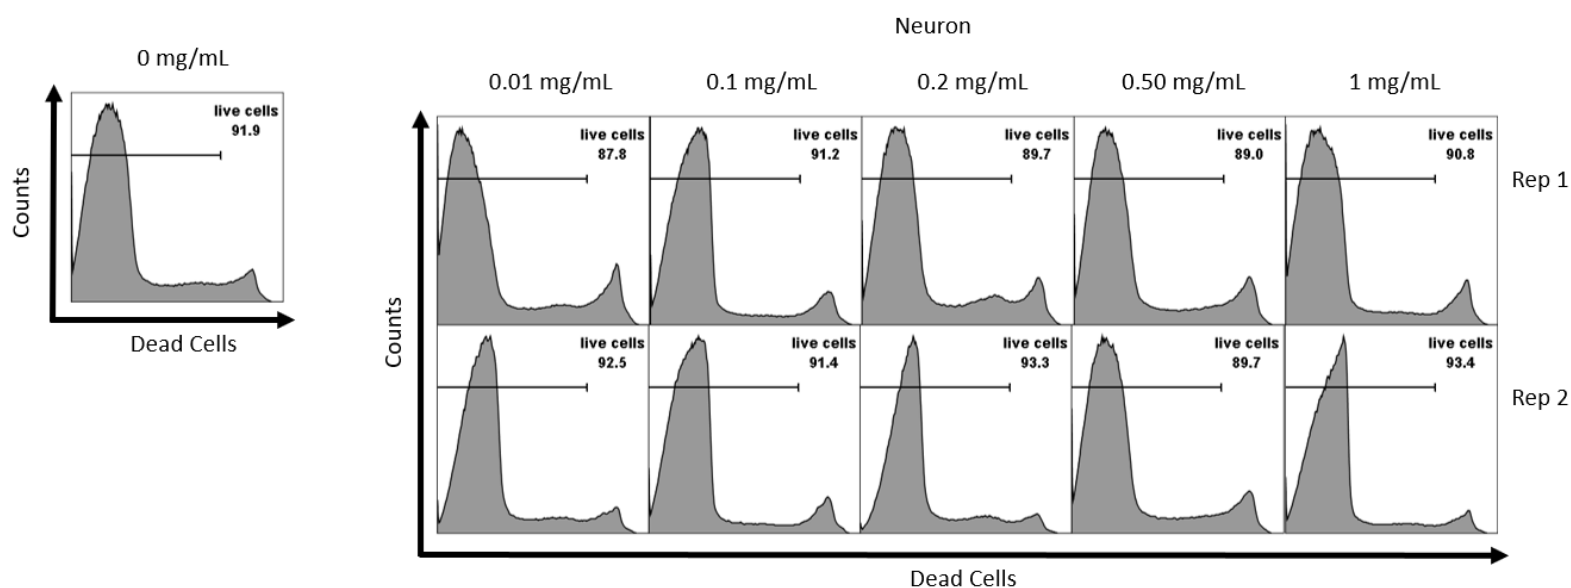 Neuron
0 mg/mL
0.01 mg/mL 0.1 mg/mL 0.2 mg/mL 0.50 mg/mL 1 mg/mL
live cells
91.9
Counts
Dead Cells
Counts
live cells
87.8
live cells
91.2
live cells
89.7
live cells
89.0
live cells
90.8
Rep 1
live cells
92.5
live cells
91.4
live cells
93.3
live cells
89.7
live cells
93.4
Rep 2
Dead Cells